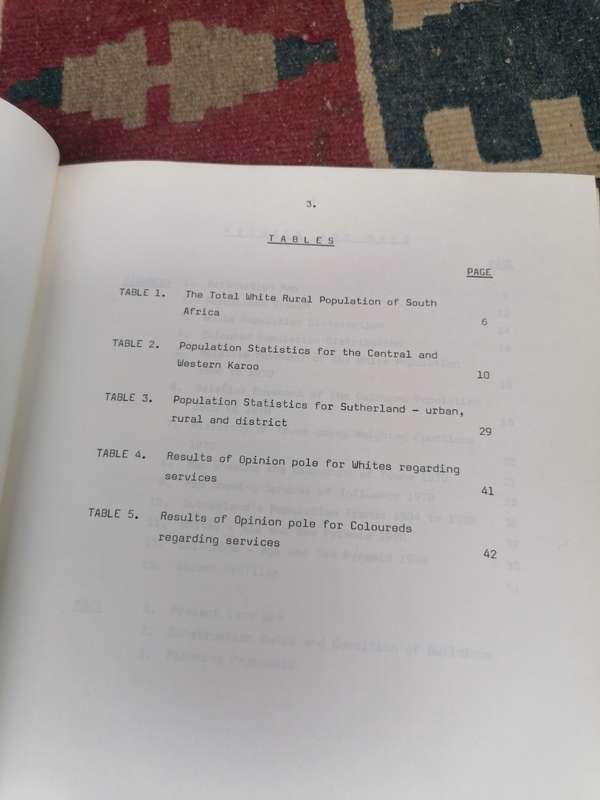 3.
T A B L E S
PAGE
TABLE 1. The Total White Rural Population of South
Africa 6
TABLE 2. Population Statistics for the Central and
Western Karoo 10
TABLE 3. Population Statistics for Sutherland - urban,
rural and district 29
TABLE 4. Results of Opinion pole for Whites regarding
services 41
TABLE 5. Results of Opinion pole for Coloureds
regarding services 42